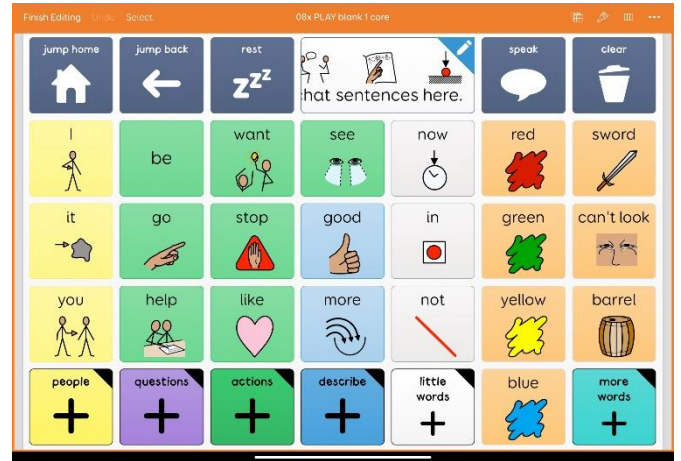 Finish Editing Undo Select 08x PLAY blank 1 core
jump home jump back rest speak clear
zzz
hat sentences here.
I be want see now red sword
it go stop good in green can't look
you help like more not yellow barrel
people questions actions describe little words blue more words